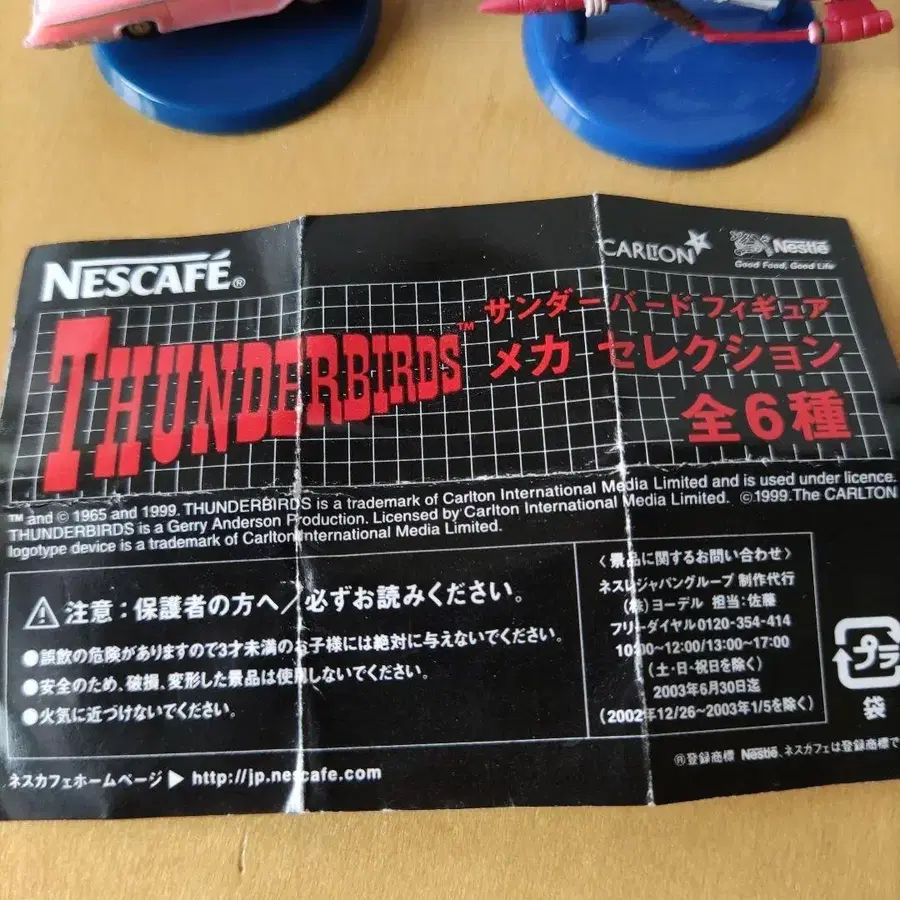 NESCAFÉ®
CARLTON
Nestlé
Good Food, Good Life
THUNDERBIRDS™
サンダーバードフィギュア
メカ セレクション
全6種
™ and © 1965 and 1999. THUNDERBIRDS is a trademark of Carlton International Media Limited and is used under licence.
THUNDERBIRDS is a Gerry Anderson Production. Licensed by Carlton International Media Limited. ©1999.The CARLTON
logotype device is a trademark of Carlton International Media Limited.
注意:保護者の方へ/必ずお読みください。
●誤飲の危険がありますので3才未満のお子様には絶対に与えないでください。
●安全のため、破損、変形した景品は使用しないでください。
●火気に近づけないでください。
〈景品に関するお問い合わせ〉
ネスレジャパングループ 制作代行
(株)ヨーデル 担当:佐藤
フリーダイヤル0120-354-414
10:00~12:00/13:00~17:00
(土・日・祝日を除く)
2003年6月30日迄
(2002年12/26~2003年1/5を除く)
プラ
袋
®登録商標 Nestlé、ネスカフェは登録商標で
ネスカフェホームページ▶http://jp.nescafe.com